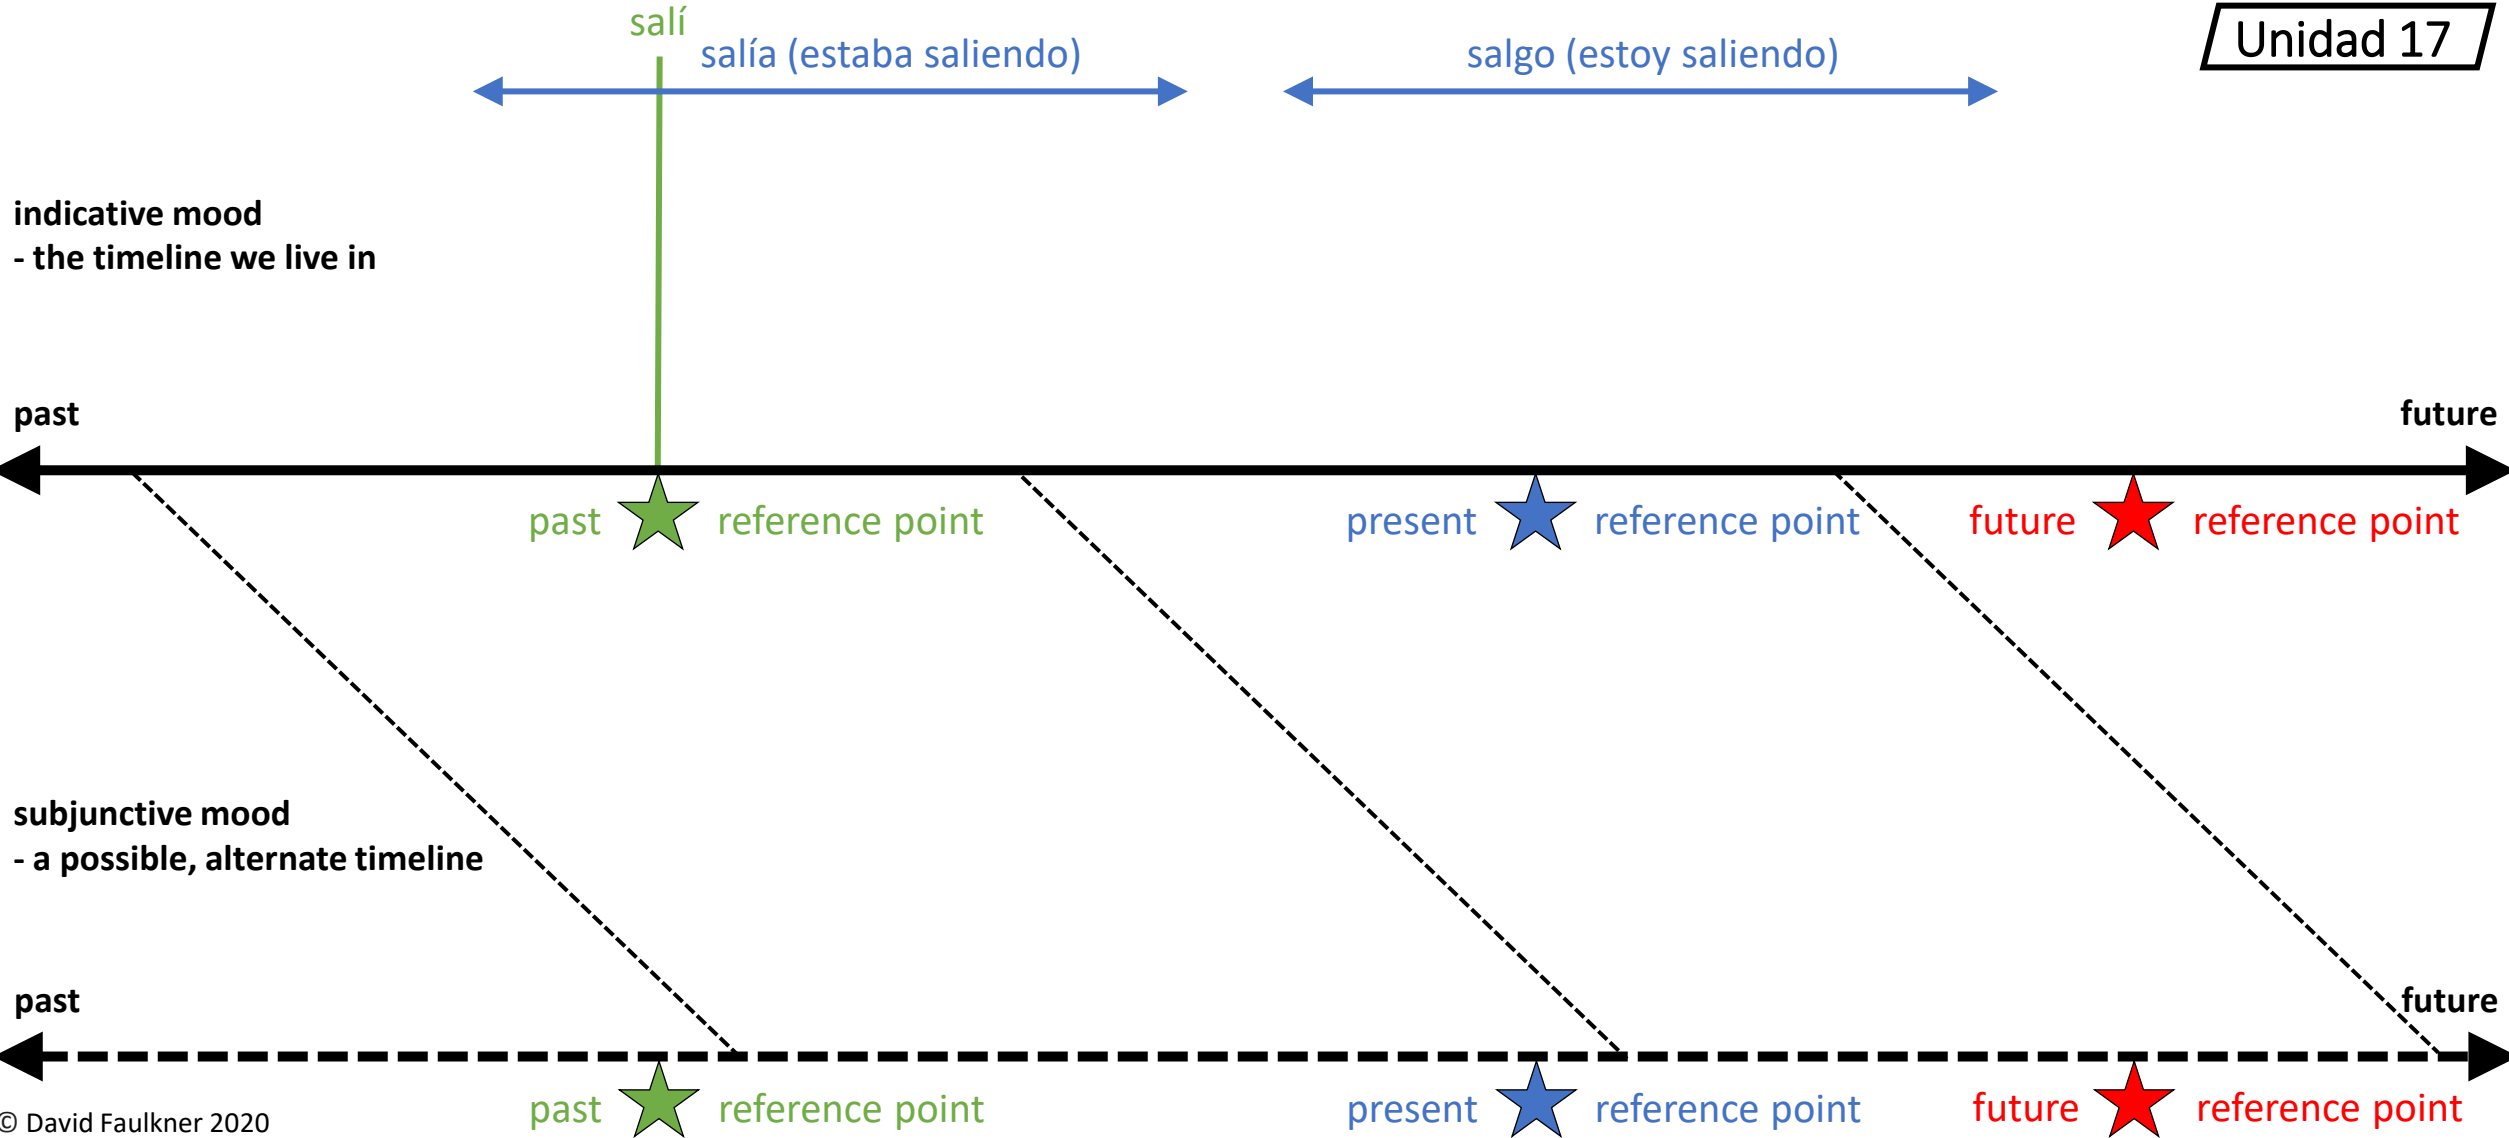 salí
salía (estaba saliendo)
salgo (estoy saliendo)
Unidad 17
indicative mood
- the timeline we live in
past
future
past reference point
present reference point
future reference point
subjunctive mood
- a possible, alternate timeline
past
future
past reference point
present reference point
future reference point
© David Faulkner 2020